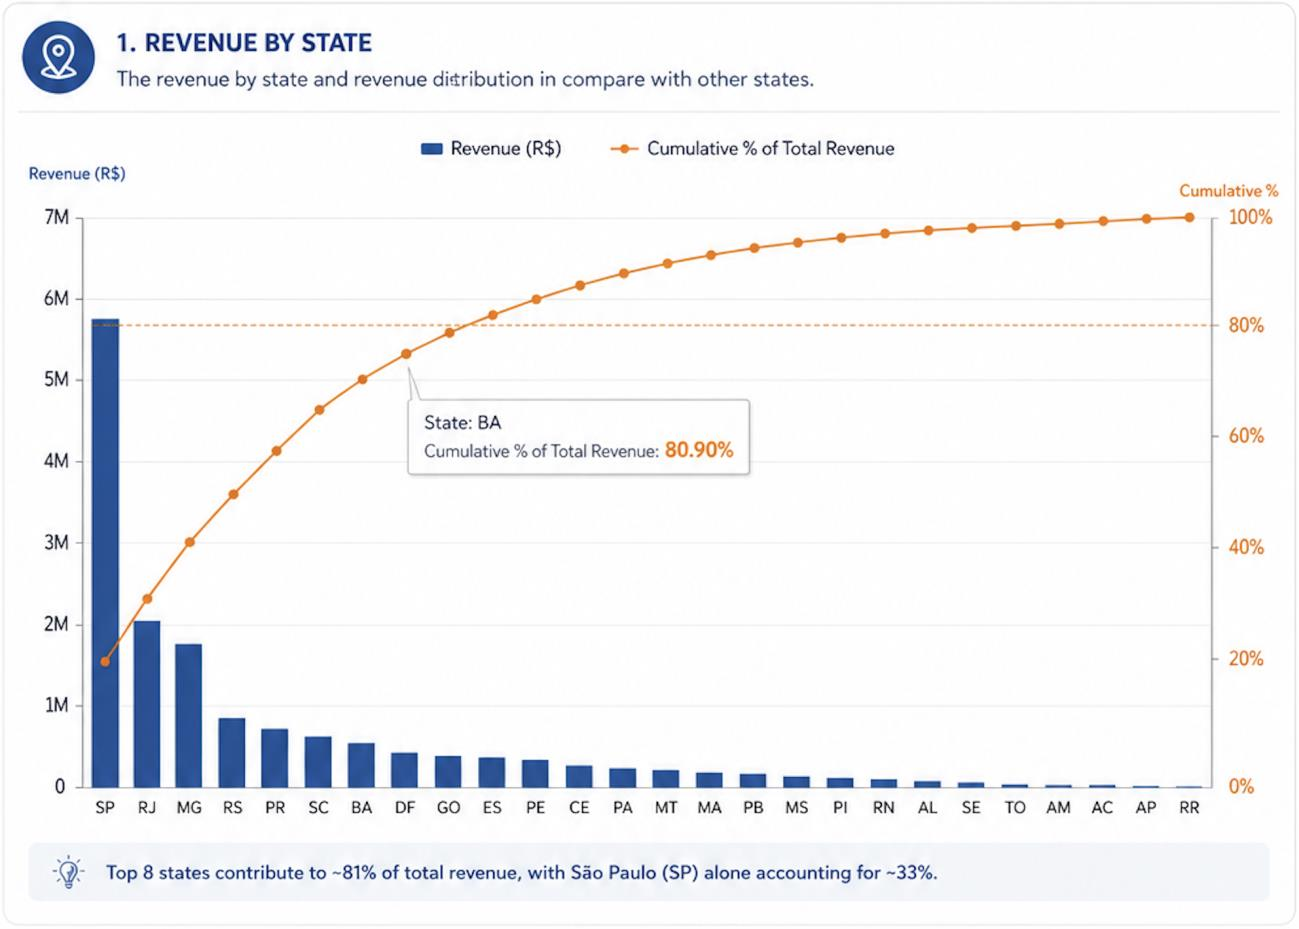 1. REVENUE BY STATE
The revenue by state and revenue distribution in compare with other states.
Revenue (R$)
Cumulative % of Total Revenue
Revenue (R$)
Cumulative %
7M
6M
5M
4M
3M
2M
1M
0
100%
80%
60%
40%
20%
0%
State: BA
Cumulative % of Total Revenue: 80.90%
SP RJ MG RS PR SC BA DF GO ES PE CE PA MT MA PB MS PI RN AL SE TO AM AC AP RR
Top 8 states contribute to ~81% of total revenue, with São Paulo (SP) alone accounting for ~33%.